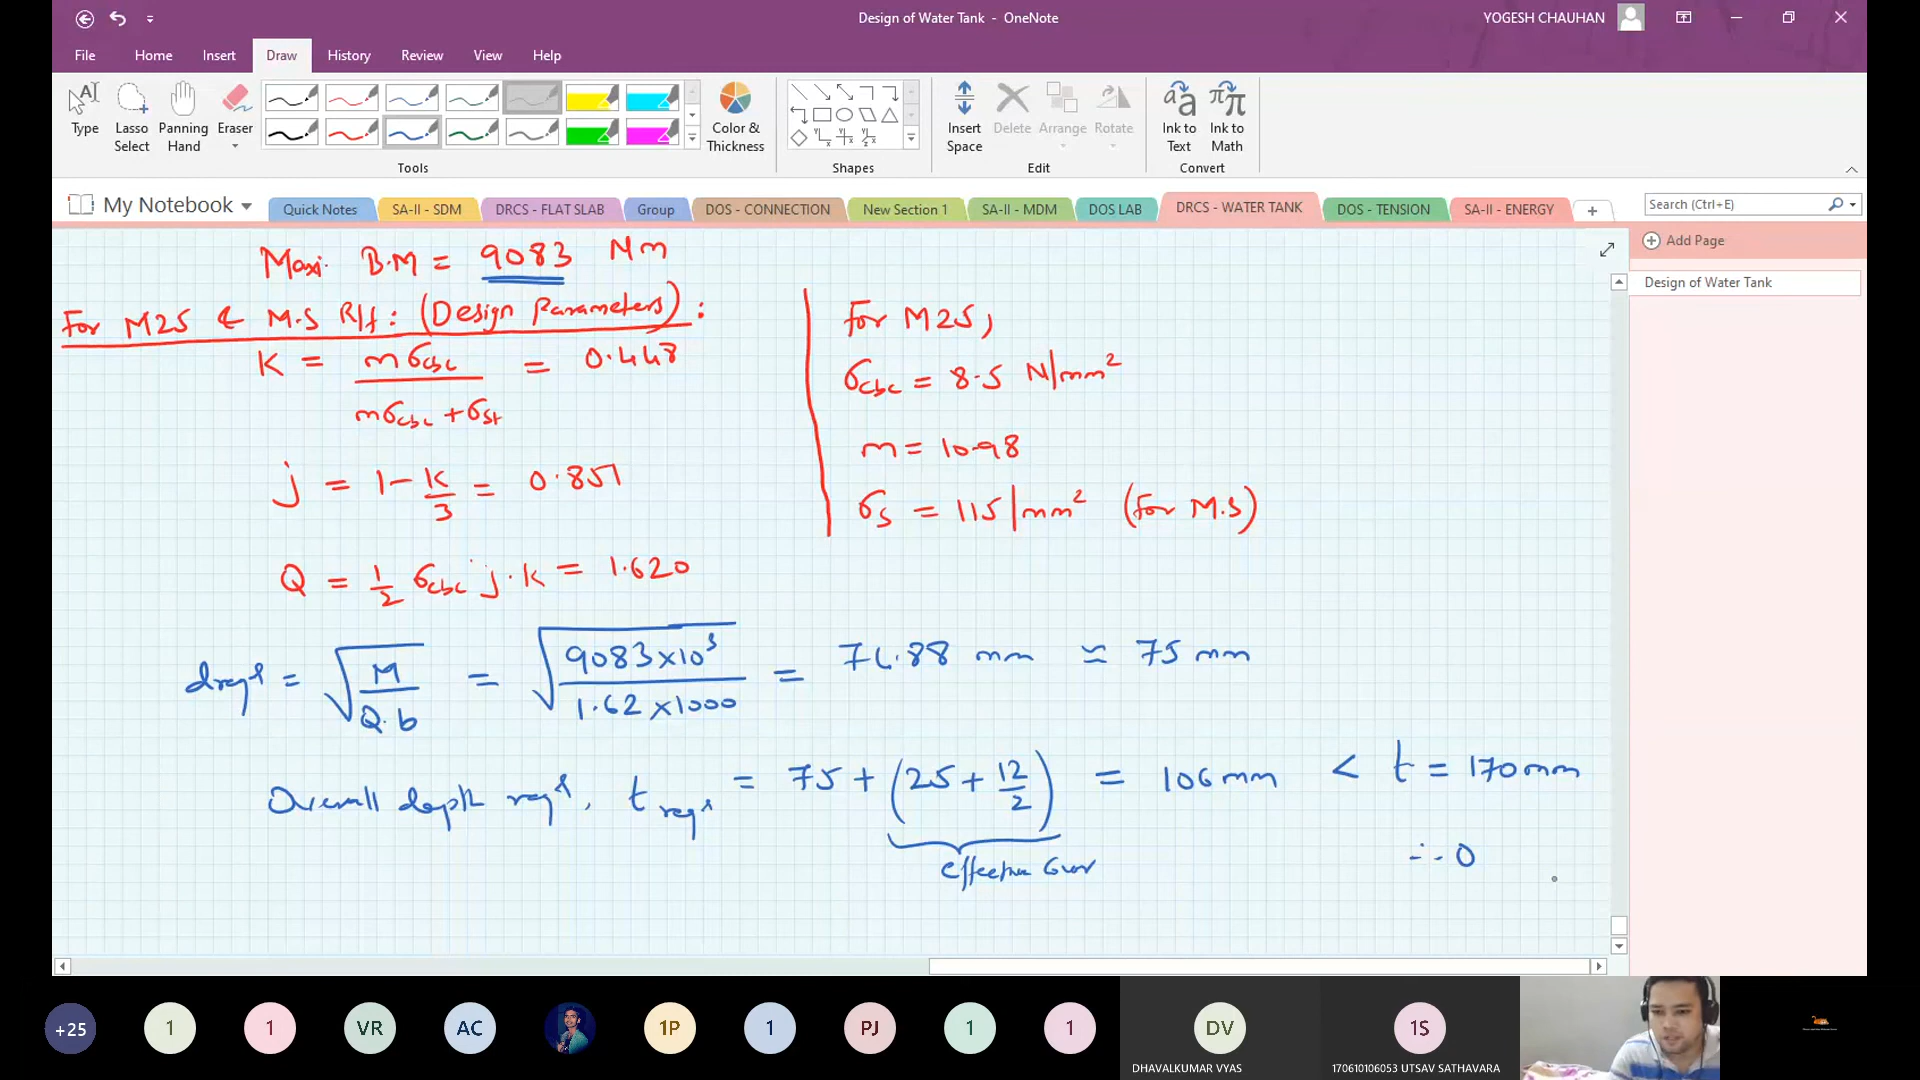 Design of Water Tank - OneNote
YOGESH CHAUHAN
File Home Insert Draw History Review View Help
Type
Lasso Select
Panning Hand
Eraser
Color & Thickness
Insert Space
Delete
Arrange
Rotate
Ink to Text
Ink to Math
Tools
Shapes
Edit
Convert
My Notebook
Quick Notes
SA-II - SDM
DRCS - FLAT SLAB
Group
DOS - CONNECTION
New Section 1
SA-II - MDM
DOS LAB
DRCS - WATER TANK
DOS - TENSION
SA-II - ENERGY
Search (Ctrl+E)
Add Page
Design of Water Tank
Maxi. B.M = 9083 Nm
For M25 & M.S R/f : (Design Parameters) :
K = mσcbc / (mσcbc + σst) = 0.448
j = 1 - K/3 = 0.851
Q = 1/2 σcbc j.k = 1.620
For M25,
σcbc = 8.5 N/mm²
m = 10.98
σs = 115/mm² (For M.S)
dreqd = √(M / Q.b) = √(9083x10³ / 1.62x1000) = 74.88 mm ≃ 75 mm
Overall depth reqd, treqd = 75 + (25 + 12/2) = 106 mm < t = 170mm
effective Cover
∴ O
+25
1
1
VR
AC
1P
1
PJ
1
1
DV
DHAVALKUMAR VYAS
1S
170610106053 UTSAV SATHAVARA